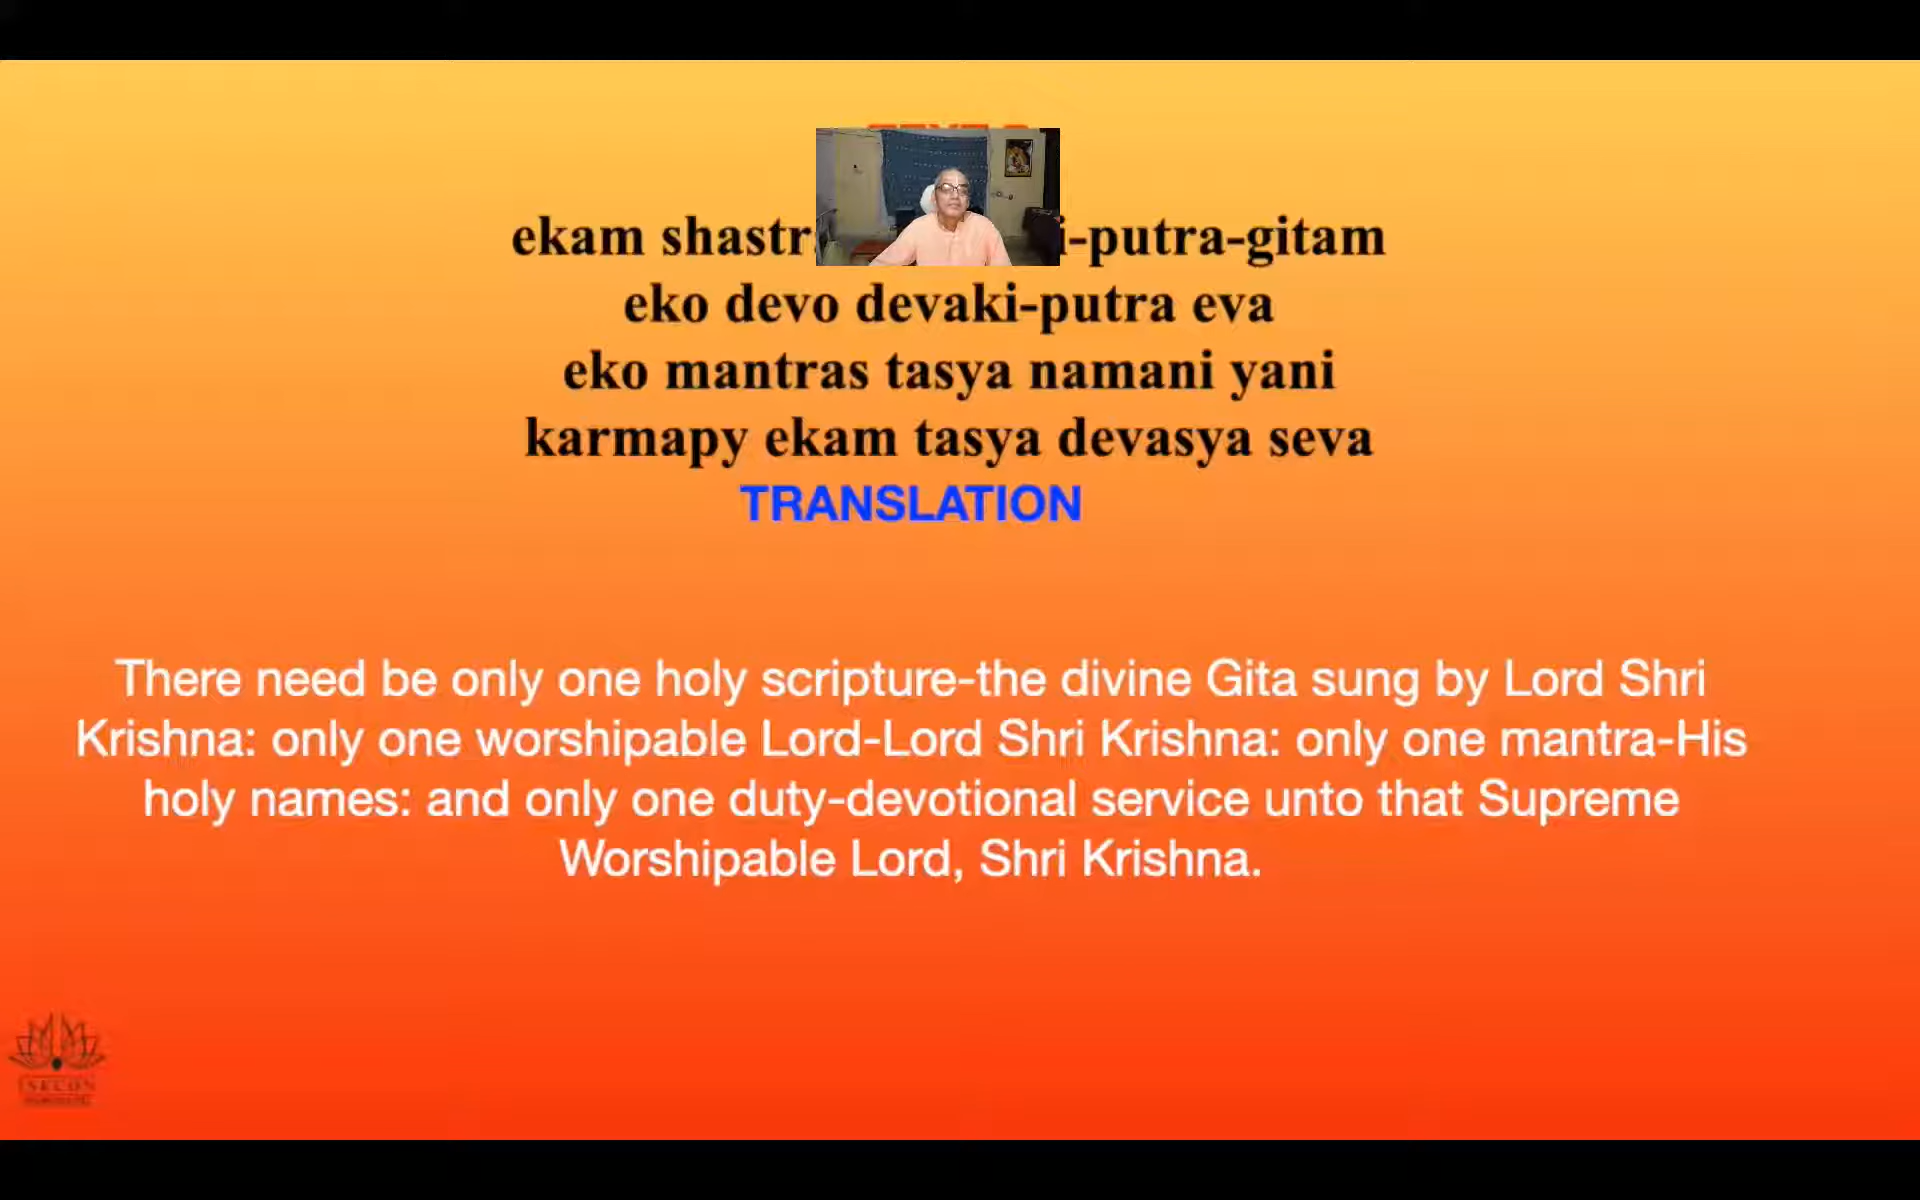 ekam shastr i-putra-gitam
eko devo devaki-putra eva
eko mantras tasya namani yani
karmapy ekam tasya devasya seva
TRANSLATION
There need be only one holy scripture-the divine Gita sung by Lord Shri
Krishna: only one worshipable Lord-Lord Shri Krishna: only one mantra-His
holy names: and only one duty-devotional service unto that Supreme
Worshipable Lord, Shri Krishna.